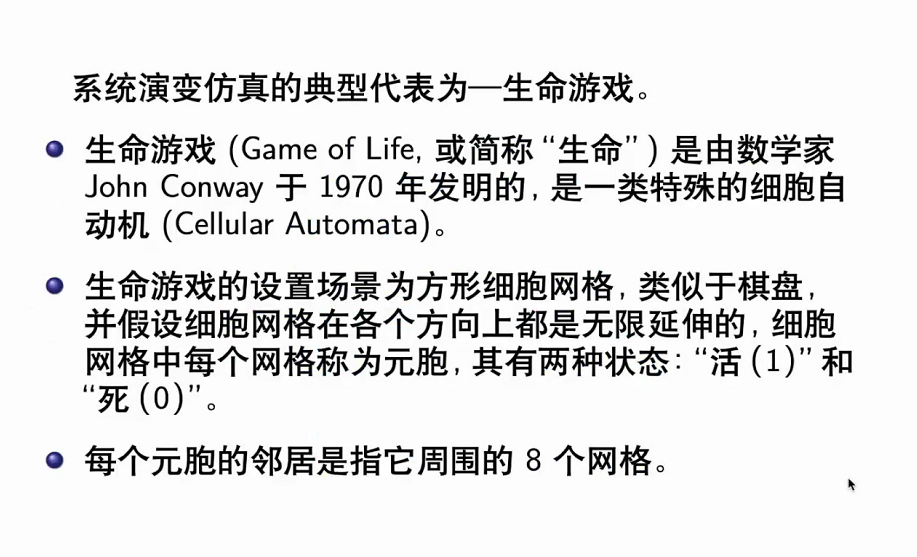 系统演变仿真的典型代表为—生命游戏。
生命游戏 (Game of Life, 或简称 “生命” ) 是由数学家
John Conway 于 1970 年发明的, 是一类特殊的细胞自
动机 (Cellular Automata)。
生命游戏的设置场景为方形细胞网格, 类似于棋盘,
并假设细胞网格在各个方向上都是无限延伸的, 细胞
网格中每个网格称为元胞, 其有两种状态: “活 (1)” 和
“死 (0)”。
每个元胞的邻居是指它周围的 8 个网格。